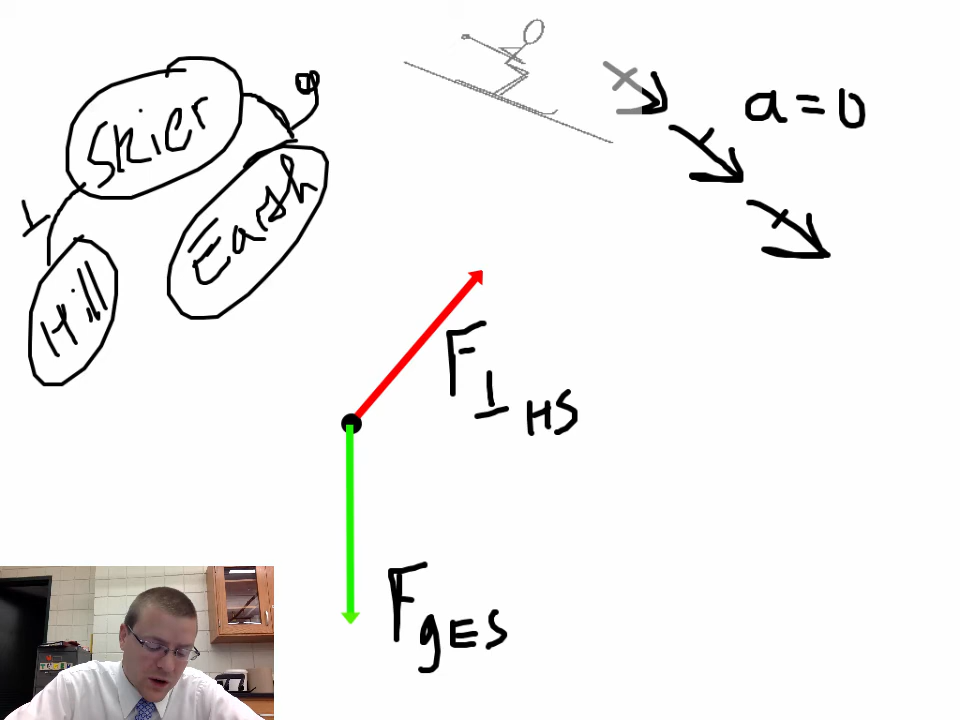 Skier
g
⊥
Earth
Hill
a = 0
F⊥ HS
FgES